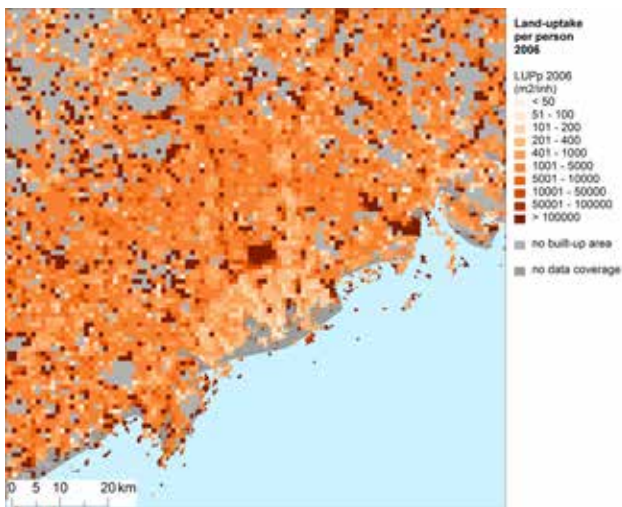 Land-uptake
per person
2006
LUPp 2006
(m2/inh)
< 50
51 - 100
101 - 200
201 - 400
401 - 1000
1001 - 5000
5001 - 10000
10001 - 50000
50001 - 100000
> 100000
no built-up area
no data coverage
0 5 10 20 km